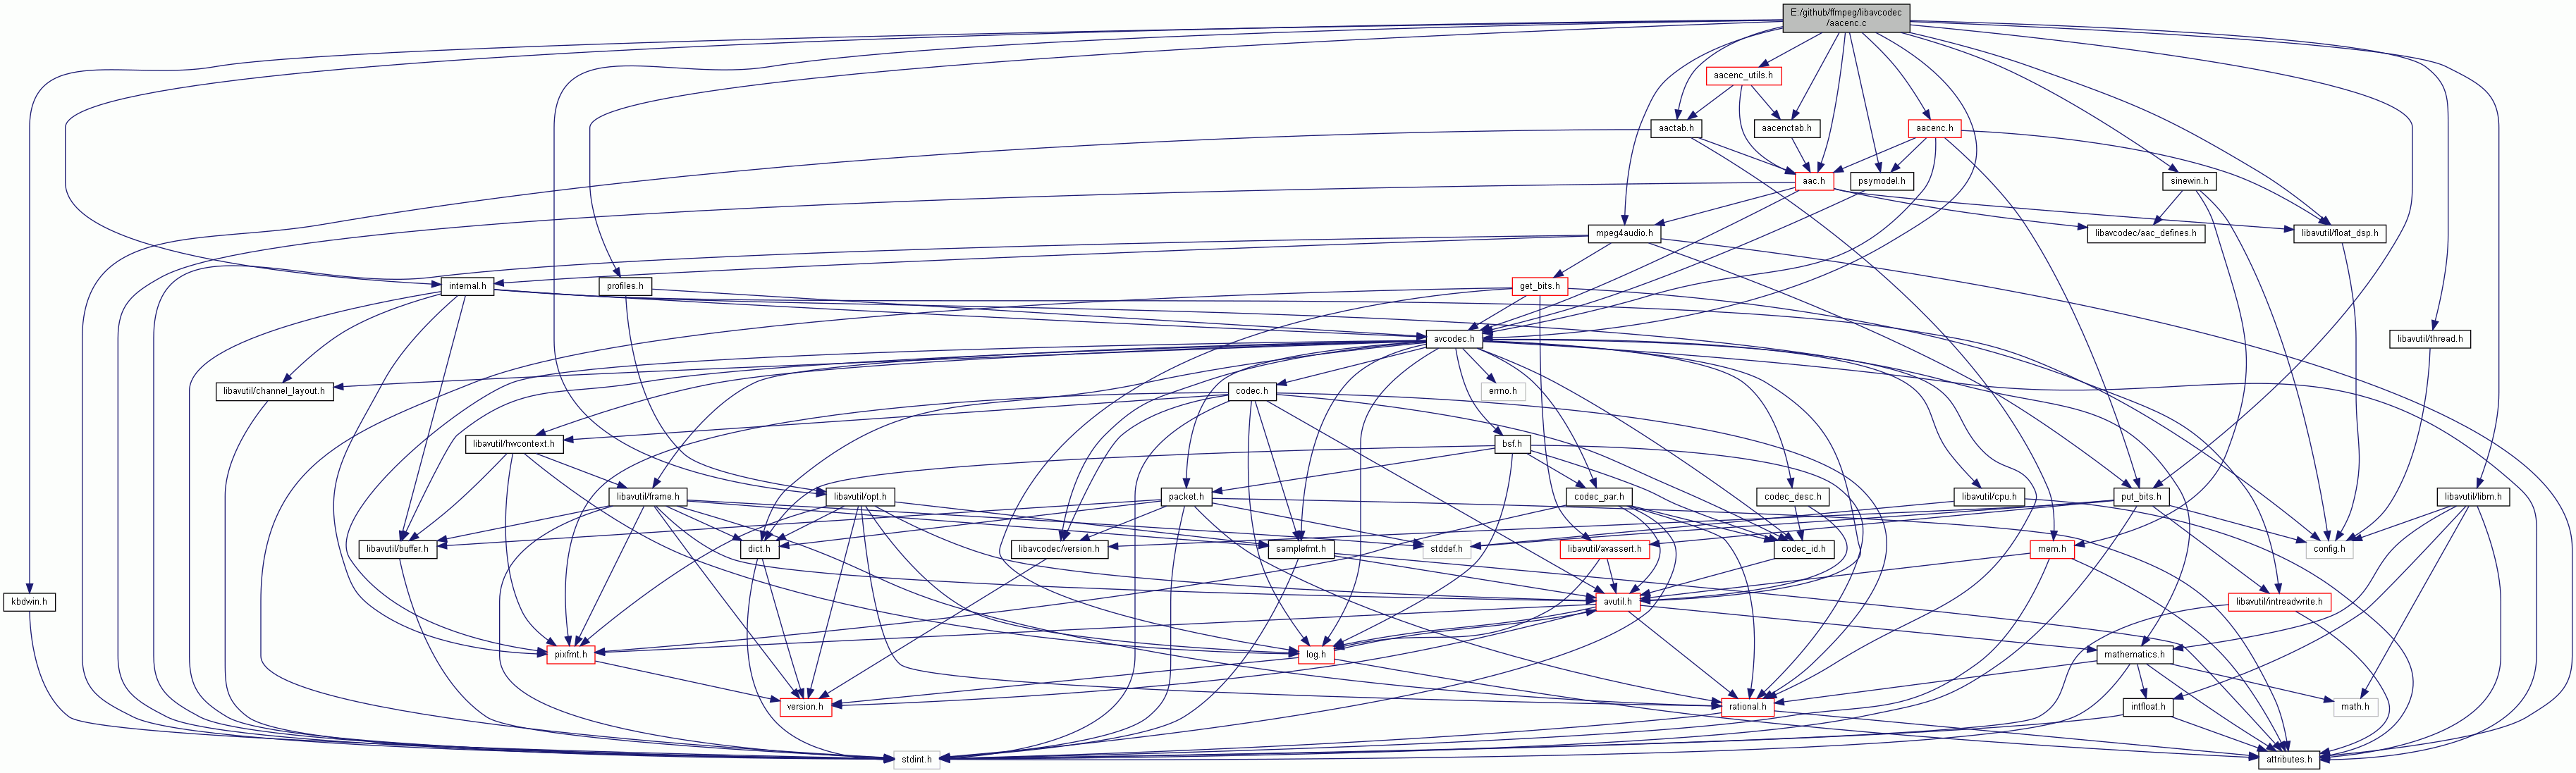 E:/github/ffmpeg/libavcodec
/aacenc.c
aacenc_utils.h
aactab.h
aacenctab.h
aacenc.h
aac.h
psymodel.h
sinewin.h
mpeg4audio.h
libavcodec/aac_defines.h
libavutil/float_dsp.h
internal.h
profiles.h
get_bits.h
avcodec.h
libavutil/thread.h
libavutil/channel_layout.h
codec.h
errno.h
libavutil/hwcontext.h
bsf.h
libavutil/frame.h
libavutil/opt.h
packet.h
codec_par.h
codec_desc.h
libavutil/cpu.h
put_bits.h
libavutil/libm.h
libavutil/buffer.h
dict.h
libavcodec/version.h
samplefmt.h
stddef.h
libavutil/avassert.h
codec_id.h
mem.h
config.h
kbdwin.h
avutil.h
libavutil/intreadwrite.h
pixfmt.h
log.h
mathematics.h
version.h
rational.h
intfloat.h
math.h
stdint.h
attributes.h